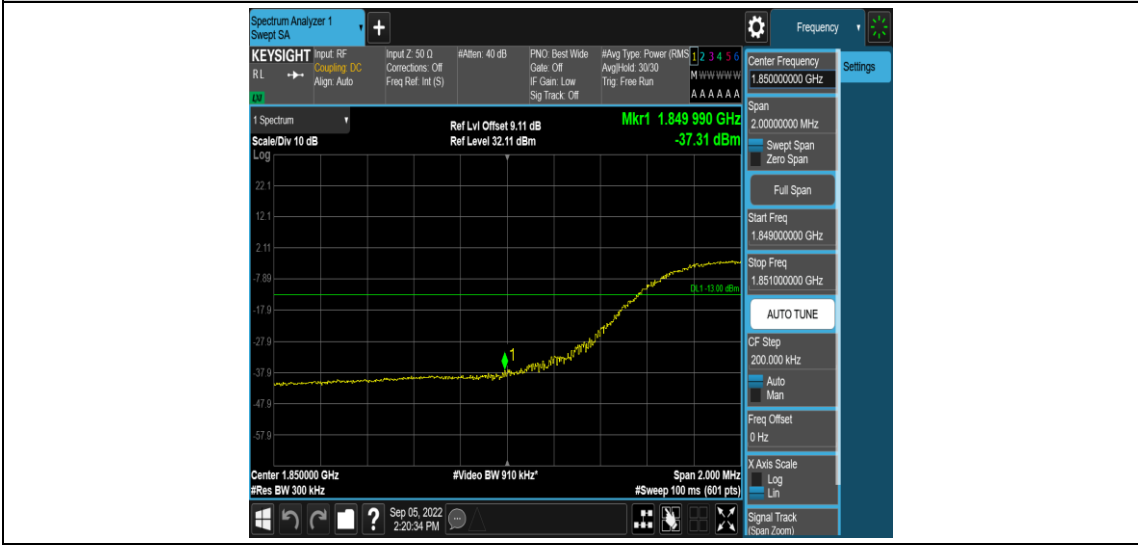 Spectrum Analyzer 1
Swept SA
+
Frequency
KEYSIGHT
RL
LM
Input: RF
Coupling: DC
Align: Auto
Input Z: 50 Ω
Corrections: Off
Freq Ref: Int (S)
#Atten: 40 dB
PNO: Best Wide
Gate: Off
IF Gain: Low
Sig Track: Off
#Avg Type: Power (RMS
Avg|Hold: 30/30
Trig: Free Run
1 2 3 4 5 6
M W W W W W
A A A A A A
1 Spectrum
Scale/Div 10 dB
Log
Ref Lvl Offset 9.11 dB
Ref Level 32.11 dBm
Mkr1 1.849 990 GHz
-37.31 dBm
22.1
12.1
2.11
-7.89
-17.9
-27.9
-37.9
-47.9
-57.9
DL1 -13.00 dBm
1
Center 1.850000 GHz
#Res BW 300 kHz
#Video BW 910 kHz*
Span 2.000 MHz
#Sweep 100 ms (601 pts)
Center Frequency
1.850000000 GHz
Settings
Span
2.00000000 MHz
Swept Span
Zero Span
Full Span
Start Freq
1.849000000 GHz
Stop Freq
1.851000000 GHz
AUTO TUNE
CF Step
200.000 kHz
Auto
Man
Freq Offset
0 Hz
X Axis Scale
Log
Lin
Signal Track
(Span Zoom)
?
Sep 05, 2022
2:20:34 PM